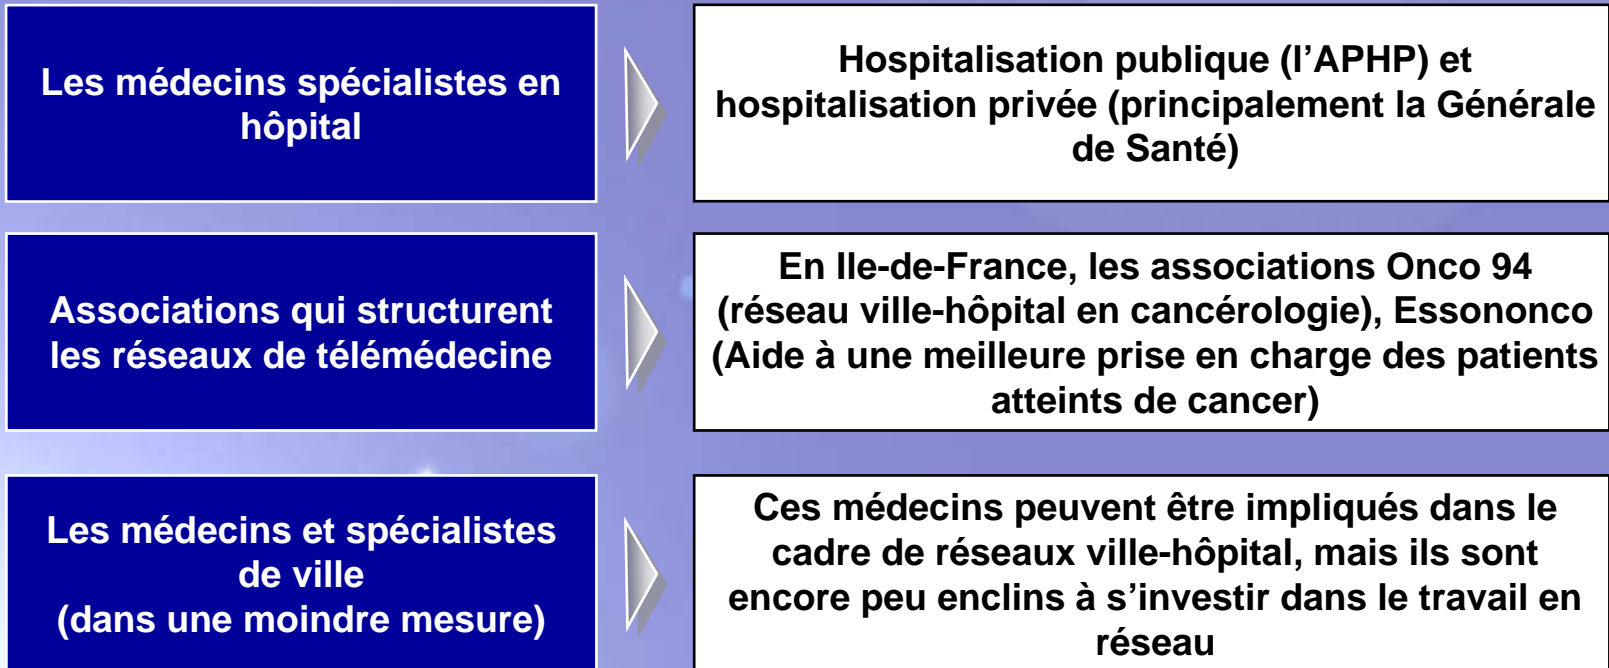 Les médecins spécialistes en
hôpital
Hospitalisation publique (l’APHP) et
hospitalisation privée (principalement la Générale
de Santé)
Associations qui structurent
les réseaux de télémédecine
En Ile-de-France, les associations Onco 94
(réseau ville-hôpital en cancérologie), Essononco
(Aide à une meilleure prise en charge des patients
atteints de cancer)
Les médecins et spécialistes
de ville
(dans une moindre mesure)
Ces médecins peuvent être impliqués dans le
cadre de réseaux ville-hôpital, mais ils sont
encore peu enclins à s’investir dans le travail en
réseau